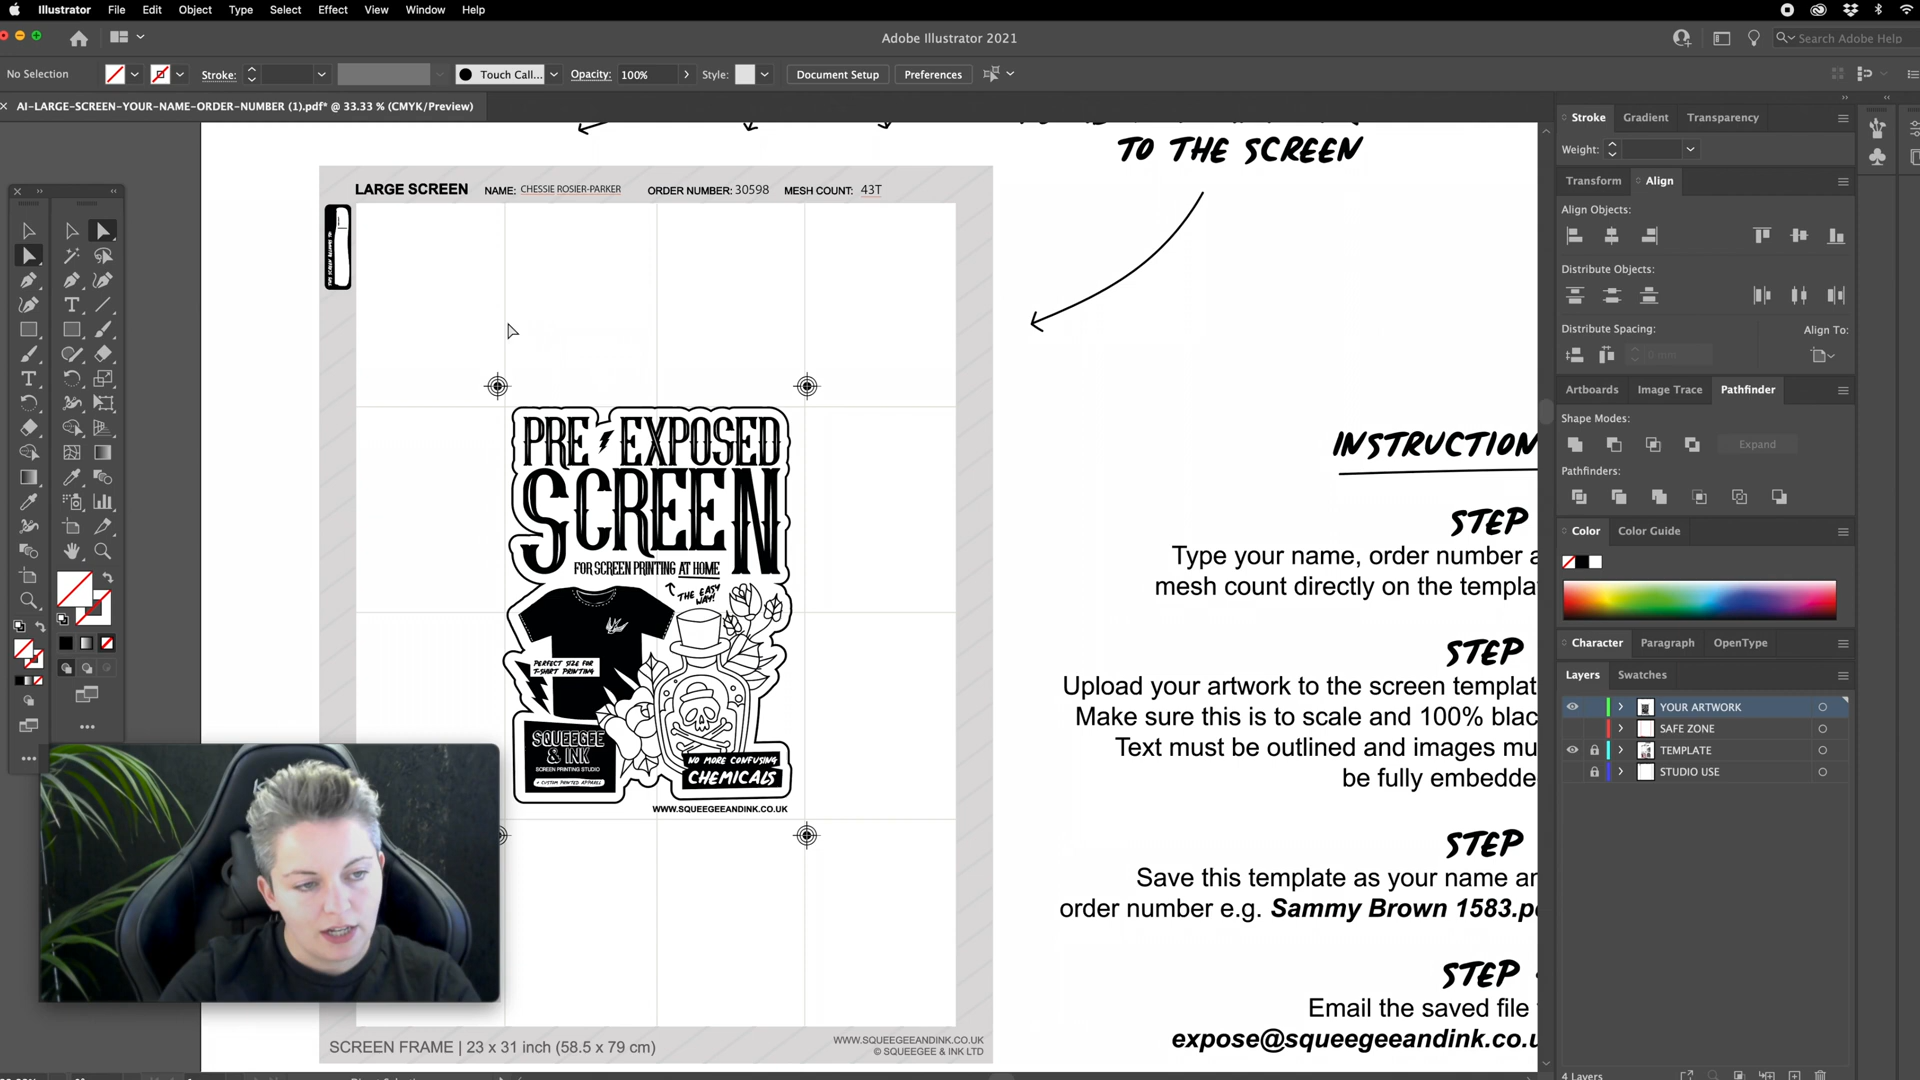 Illustrator File Edit Object Type Select Effect View Window Help
Adobe Illustrator 2021
Search Adobe Help
No Selection
Stroke:
Touch Call...
Opacity: 100%
Style:
Document Setup
Preferences
AI-LARGE-SCREEN-YOUR-NAME-ORDER-NUMBER (1).pdf* @ 33.33 % (CMYK/Preview)
TO THE SCREEN
LARGE SCREEN NAME: CHESSIE ROSIER-PARKER ORDER NUMBER: 30598 MESH COUNT: 43T
PRE EXPOSED
SCREEN
FOR SCREEN PRINTING AT HOME
THE EASY
WAY!
PERFECT SIZE FOR
T-SHIRT PRINTING
SQUEEGEE
& INK
SCREEN PRINTING STUDIO
+ CUSTOM PRINTED APPAREL
NO MORE CONFUSING
CHEMICALS
WWW.SQUEEGEEANDINK.CO.UK
SCREEN FRAME | 23 x 31 inch (58.5 x 79 cm)
WWW.SQUEEGEEANDINK.CO.UK
© SQUEEGEE & INK LTD
INSTRUCTION
STEP
Type your name, order number a
mesh count directly on the templa
STEP
Upload your artwork to the screen templat
Make sure this is to scale and 100% blac
Text must be outlined and images mu
be fully embedde
STEP
Save this template as your name an
order number e.g. Sammy Brown 1583.p
STEP
Email the saved file
expose@squeegeeandink.co.u
Stroke Gradient Transparency
Weight:
Transform Align
Align Objects:
Distribute Objects:
Distribute Spacing:
Align To:
0 mm
Artboards Image Trace Pathfinder
Shape Modes:
Expand
Pathfinders:
Color Color Guide
Character Paragraph OpenType
Layers Swatches
YOUR ARTWORK
SAFE ZONE
TEMPLATE
STUDIO USE
4 Layers